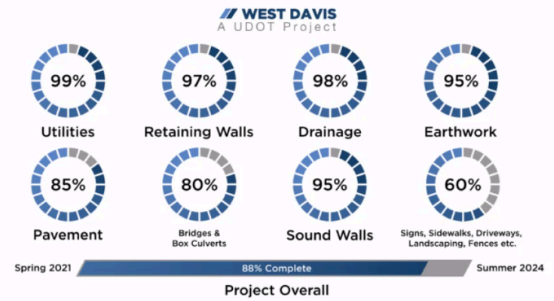 WEST DAVIS
A UDOT Project
99%
97%
98%
95%
Utilities
Retaining Walls
Drainage
Earthwork
85%
80%
95%
60%
Pavement
Bridges &
Box Culverts
Sound Walls
Signs, Sidewalks, Driveways,
Landscaping, Fences etc.
Spring 2021
88% Complete
Summer 2024
Project Overall